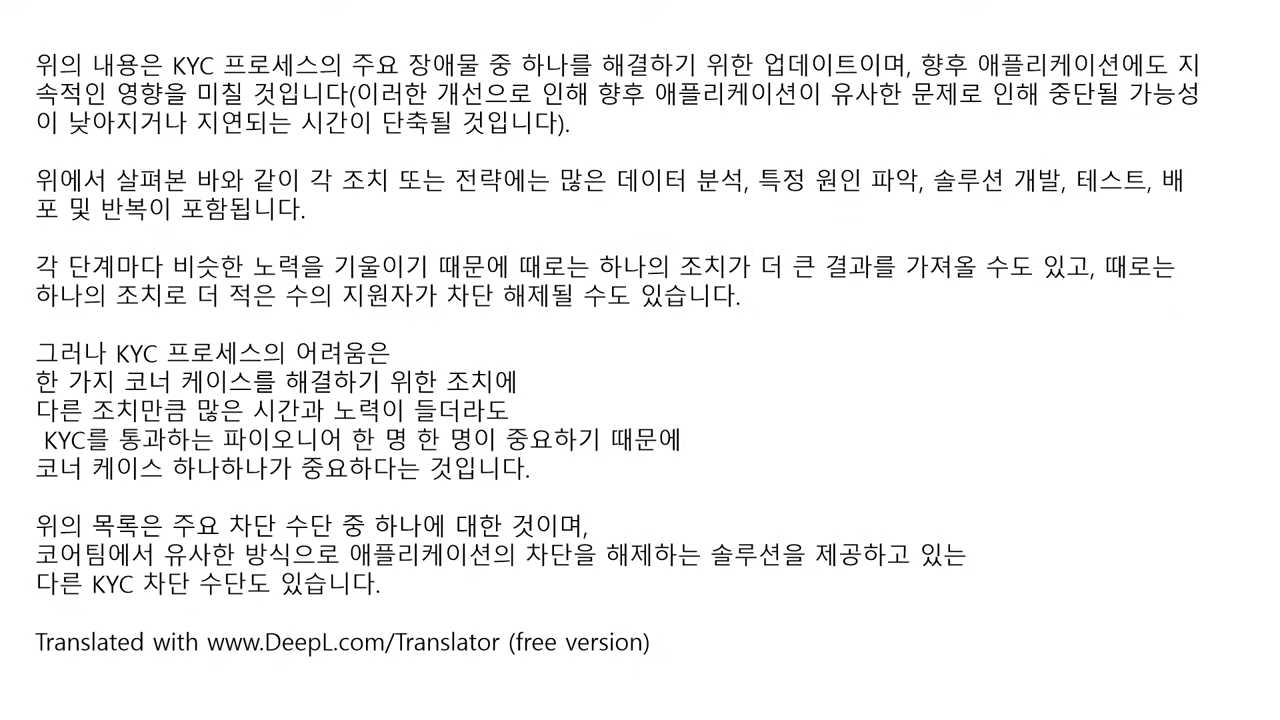 위의 내용은 KYC 프로세스의 주요 장애물 중 하나를 해결하기 위한 업데이트이며, 향후 애플리케이션에도 지
속적인 영향을 미칠 것입니다(이러한 개선으로 인해 향후 애플리케이션이 유사한 문제로 인해 중단될 가능성
이 낮아지거나 지연되는 시간이 단축될 것입니다).
위에서 살펴본 바와 같이 각 조치 또는 전략에는 많은 데이터 분석, 특정 원인 파악, 솔루션 개발, 테스트, 배
포 및 반복이 포함됩니다.
각 단계마다 비슷한 노력을 기울이기 때문에 때로는 하나의 조치가 더 큰 결과를 가져올 수도 있고, 때로는
하나의 조치로 더 적은 수의 지원자가 차단 해제될 수도 있습니다.
그러나 KYC 프로세스의 어려움은
한 가지 코너 케이스를 해결하기 위한 조치에
다른 조치만큼 많은 시간과 노력이 들더라도
KYC를 통과하는 파이오니어 한 명 한 명이 중요하기 때문에
코너 케이스 하나하나가 중요하다는 것입니다.
위의 목록은 주요 차단 수단 중 하나에 대한 것이며,
코어팀에서 유사한 방식으로 애플리케이션의 차단을 해제하는 솔루션을 제공하고 있는
다른 KYC 차단 수단도 있습니다.
Translated with www.DeepL.com/Translator (free version)